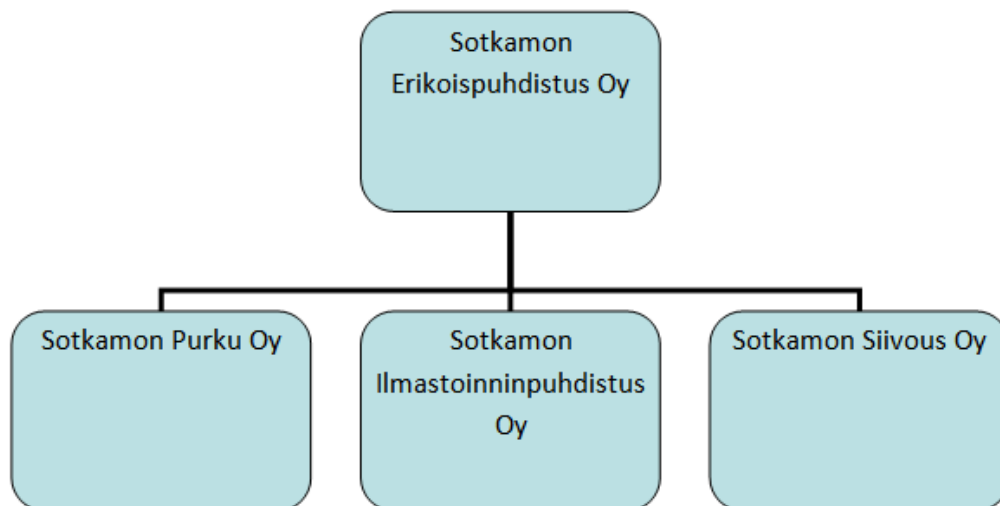 Sotkamon
Erikoispuhdistus Oy
Sotkamon Purku Oy
Sotkamon
Ilmastoinninpuhdistus
Oy
Sotkamon Siivous Oy